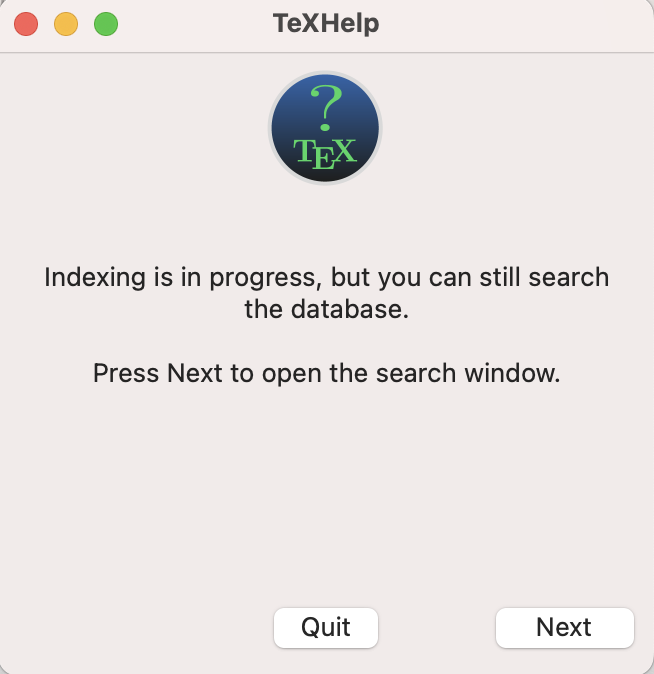 TeXHelp
?
TEX
Indexing is in progress, but you can still search
the database.
Press Next to open the search window.
Quit
Next